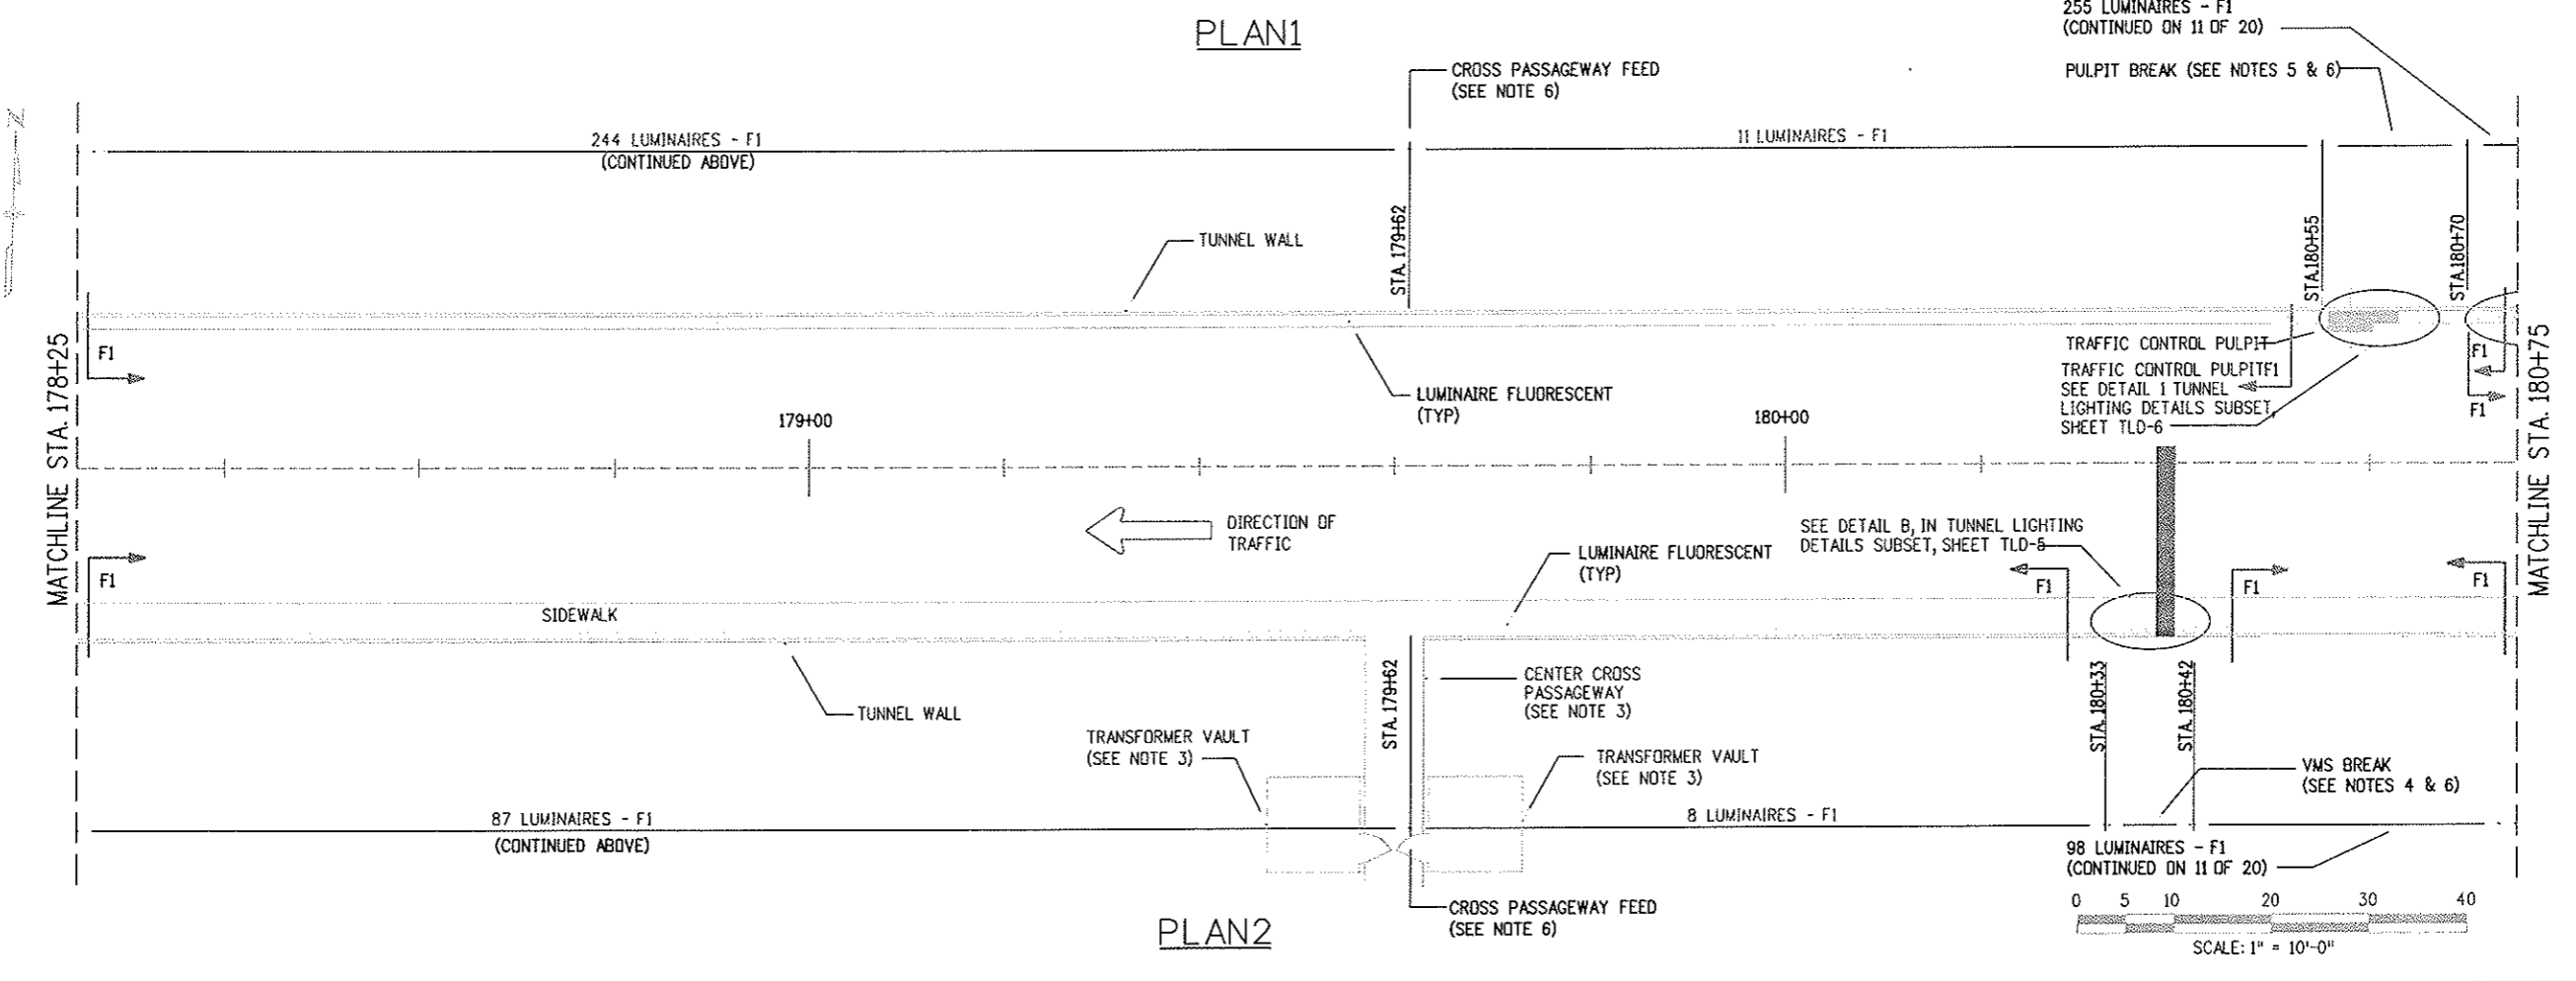 PLAN1
255 LUMINAIRES - F1
(CONTINUED ON 11 OF 20)
CROSS PASSAGEWAY FEED
(SEE NOTE 6)
PULPIT BREAK (SEE NOTES 5 & 6)
Z
244 LUMINAIRES - F1
(CONTINUED ABOVE)
11 LUMINAIRES - F1
STA.179+62
STA.180+55
STA.180+70
TUNNEL WALL
MATCHLINE STA. 178+25
F1
LUMINAIRE FLUORESCENT
(TYP)
TRAFFIC CONTROL PULPIT
TRAFFIC CONTROL PULPITF1
SEE DETAIL 1 TUNNEL
LIGHTING DETAILS SUBSET,
SHEET TLD-6
F1
F1
MATCHLINE STA. 180+75
179+00
180+00
DIRECTION OF
TRAFFIC
SEE DETAIL B, IN TUNNEL LIGHTING
DETAILS SUBSET, SHEET TLD-5
LUMINAIRE FLUORESCENT
(TYP)
F1
F1
F1
F1
SIDEWALK
STA.179+62
CENTER CROSS
PASSAGEWAY
(SEE NOTE 3)
STA.180+33
STA.180+42
TUNNEL WALL
TRANSFORMER VAULT
(SEE NOTE 3)
TRANSFORMER VAULT
(SEE NOTE 3)
VMS BREAK
(SEE NOTES 4 & 6)
87 LUMINAIRES - F1
(CONTINUED ABOVE)
8 LUMINAIRES - F1
98 LUMINAIRES - F1
(CONTINUED ON 11 OF 20)
CROSS PASSAGEWAY FEED
(SEE NOTE 6)
PLAN2
0 5 10 20 30 40
SCALE: 1" = 10'-0"